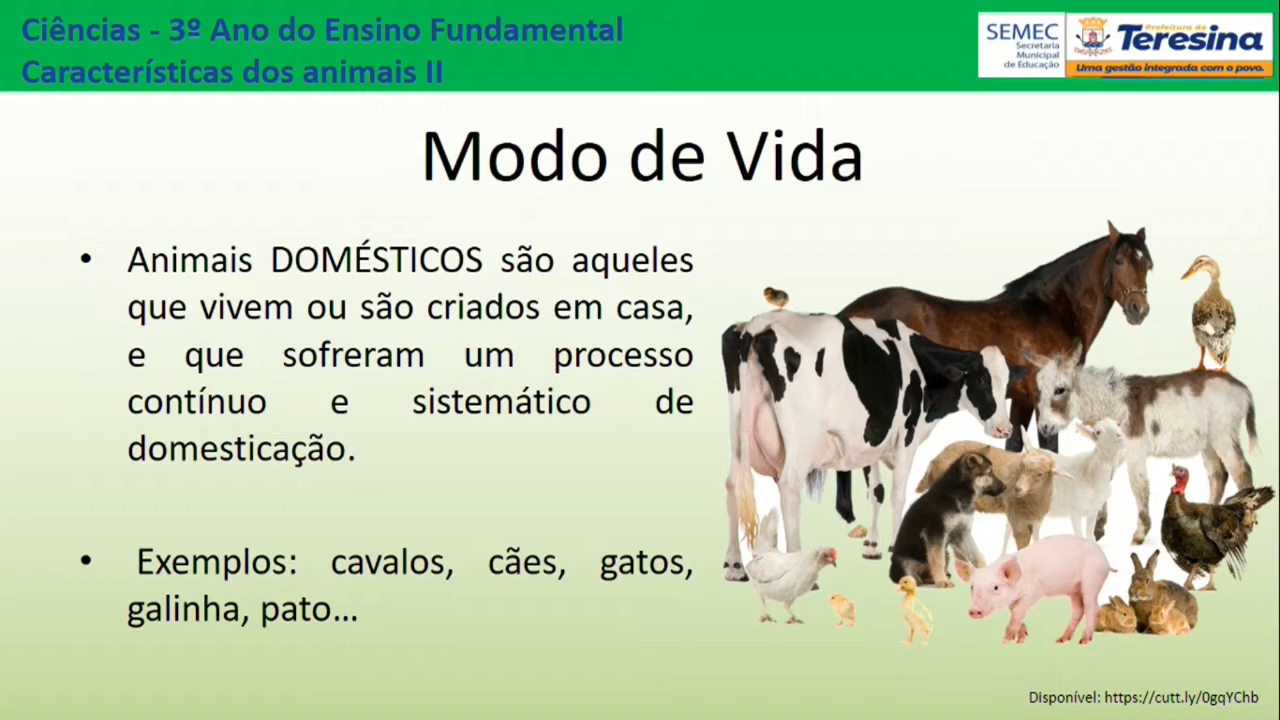 Ciências - 3º Ano do Ensino Fundamental
Características dos animais II
SEMEC
Secretaria
Municipal
de Educação
Prefeitura de
Teresina
Uma gestão integrada com o povo.
Modo de Vida
• Animais DOMÉSTICOS são aqueles
que vivem ou são criados em casa,
e que sofreram um processo
contínuo e sistemático de
domesticação.
• Exemplos: cavalos, cães, gatos,
galinha, pato...
Disponível: https://cutt.ly/0gqYChb